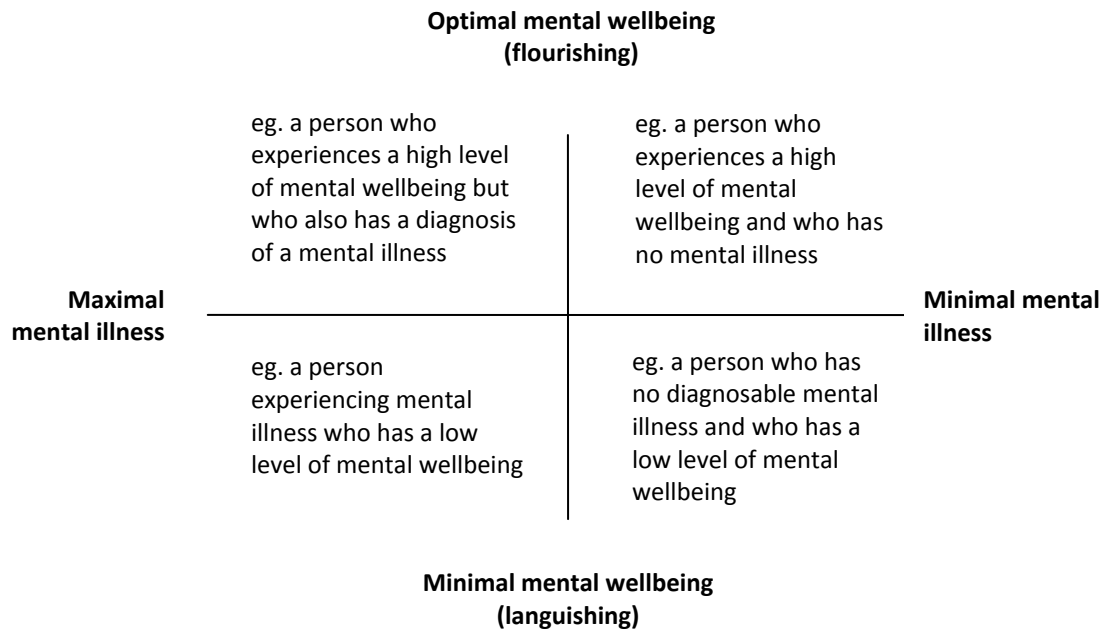 Optimal mental wellbeing
(flourishing)
eg. a person who
experiences a high level
of mental wellbeing but
who also has a diagnosis
of a mental illness
eg. a person who
experiences a high
level of mental
wellbeing and who has
no mental illness
Maximal
mental illness
Minimal mental
illness
eg. a person
experiencing mental
illness who has a low
level of mental wellbeing
eg. a person who has
no diagnosable mental
illness and who has a
low level of mental
wellbeing
Minimal mental wellbeing
(languishing)